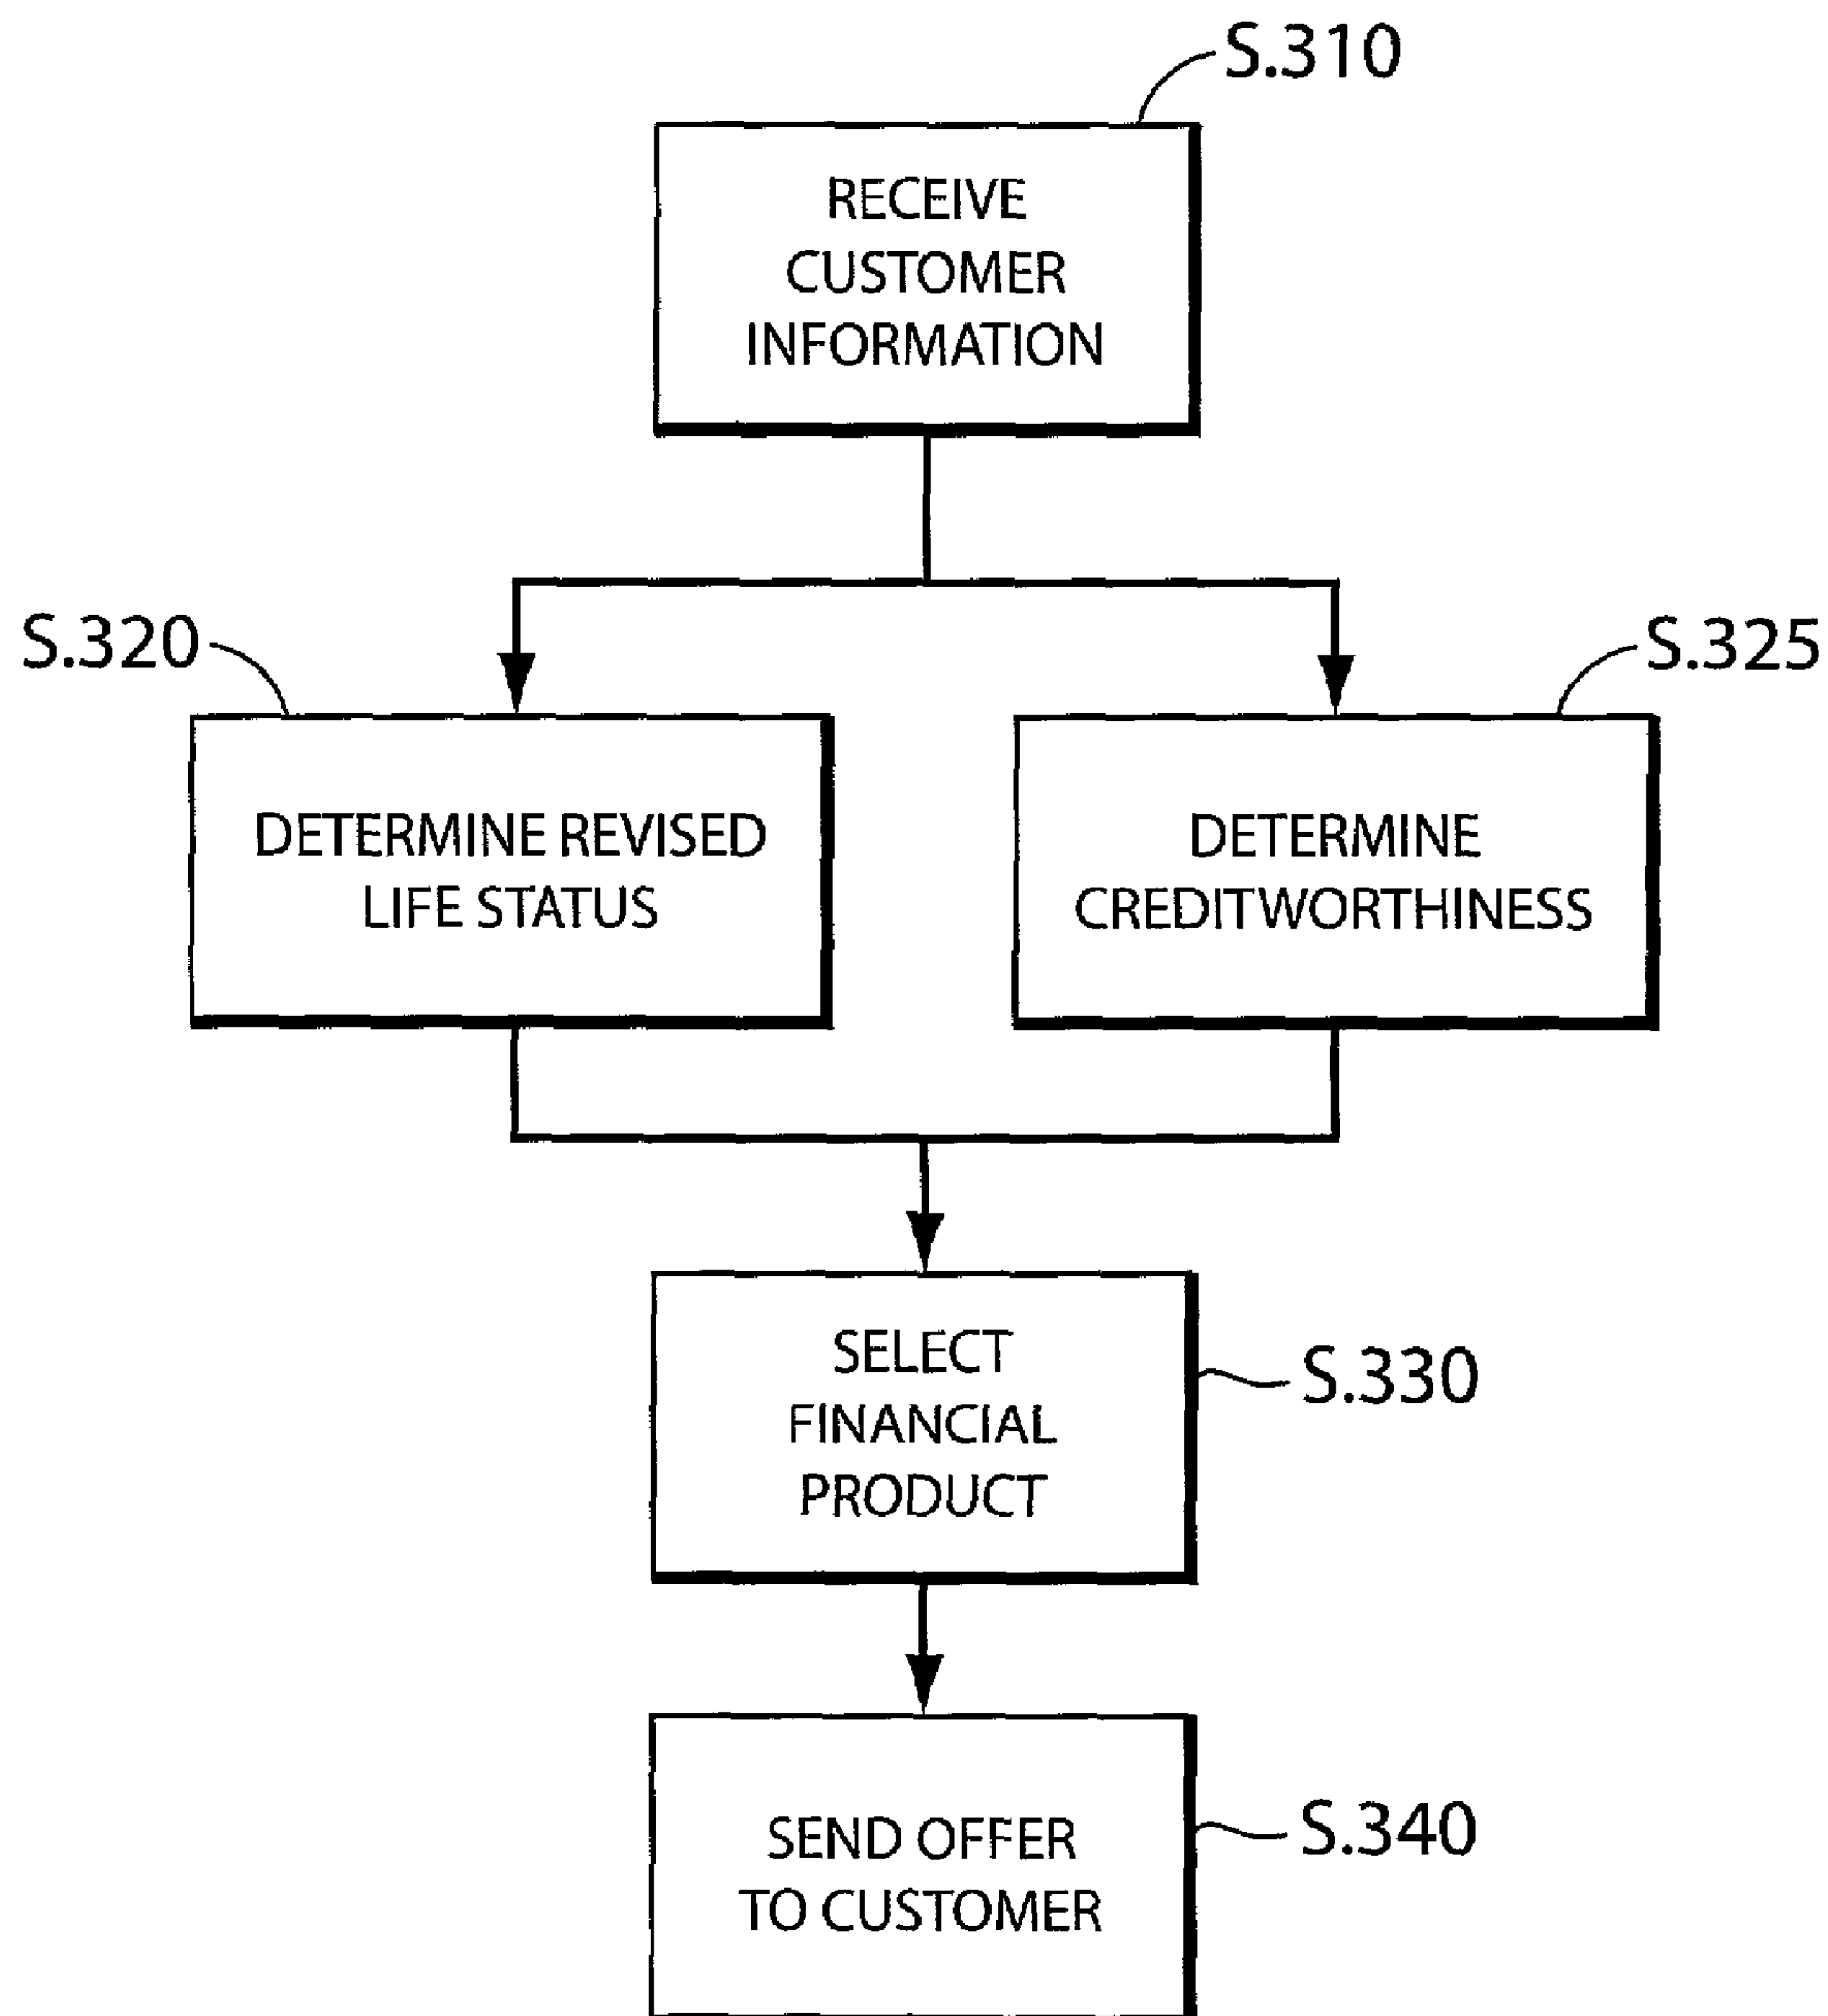 S.310
RECEIVE
CUSTOMER
INFORMATION
S.320
S.325
DETERMINE REVISED
LIFE STATUS
DETERMINE
CREDITWORTHINESS
SELECT
FINANCIAL
PRODUCT
S.330
SEND OFFER
TO CUSTOMER
S.340